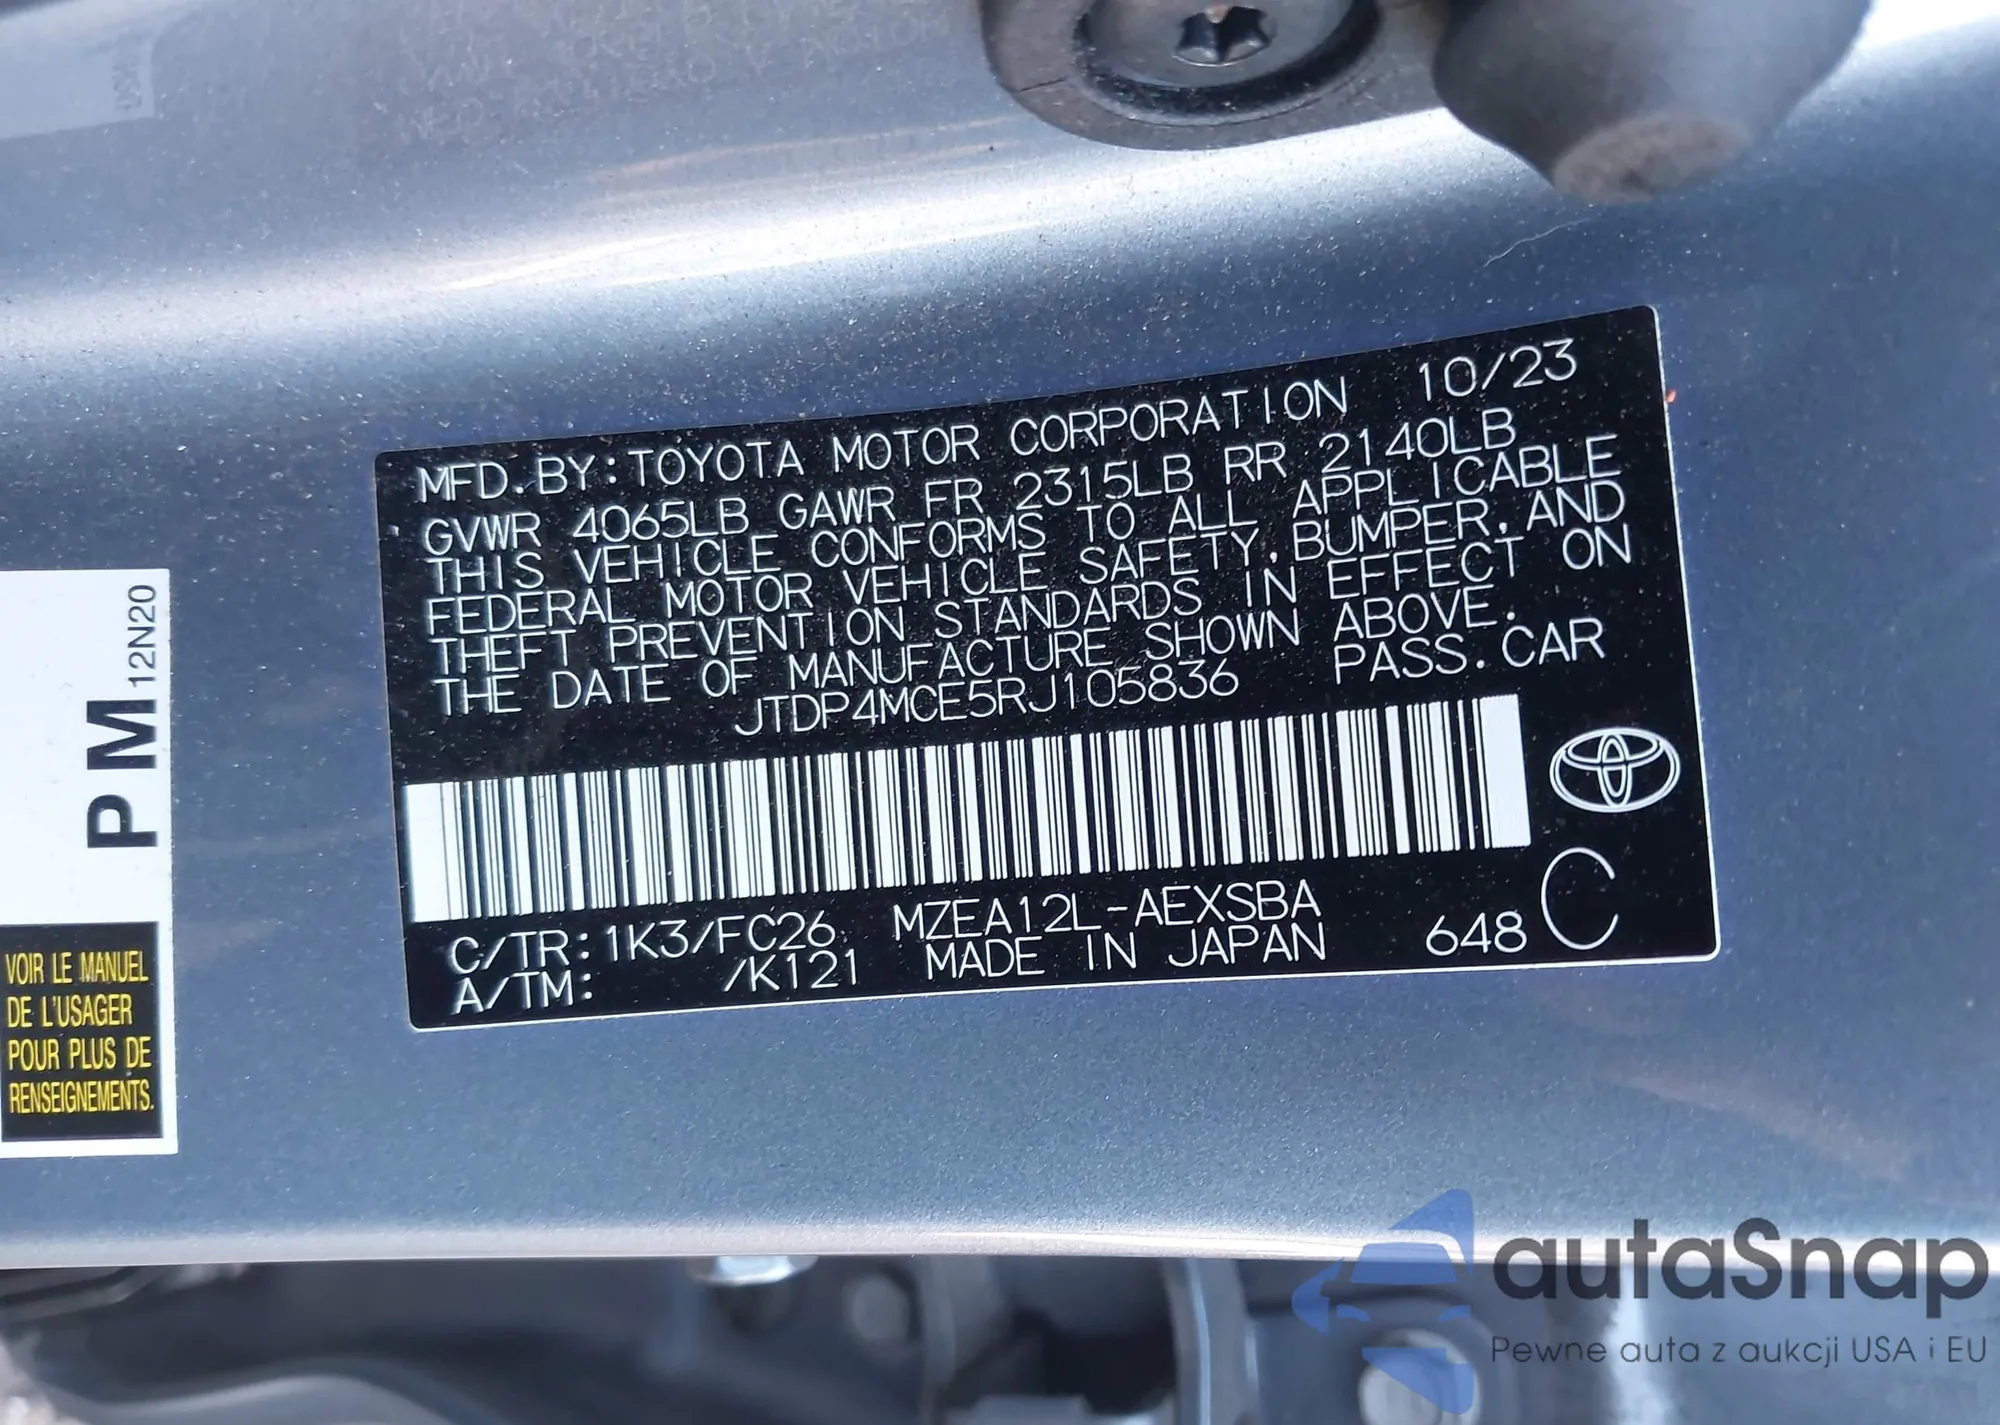 MFD. BY:TOYOTA MOTOR CORPORATION 10/23
GVWR 4065LB GAWR FR 2315LB RR 2140LB
THIS VEHICLE CONFORMS TO ALL APPLICABLE
FEDERAL MOTOR VEHICLE SAFETY, BUMPER, AND
THEFT PREVENTION STANDARDS IN EFFECT ON
THE DATE OF MANUFACTURE SHOWN ABOVE.
JTDP4MCE5RJ105836 PASS. CAR
C/TR:1K3/FC26 MZEA12L-AEXSBA
A/TM: /K121 MADE IN JAPAN 648 C
PM 12N20
VOIR LE MANUEL
DE L'USAGER
POUR PLUS DE
RENSEIGNEMENTS.
autaSnap
Pewne auta z aukcji USA i EU